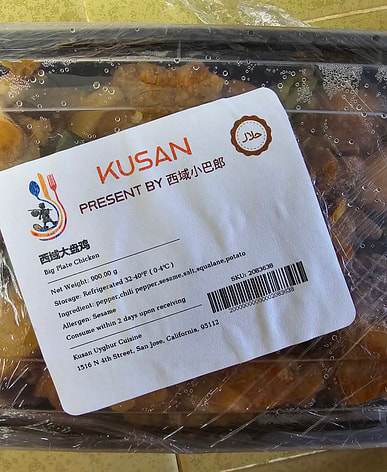 حلال
KUSAN
PRESENT BY 西域小巴郎
西域大盘鸡
Big Plate Chicken
Net Weight: 900.00 g
Storage: Refrigerated 32-40°F ( 0-4°C )
Ingredient: pepper,chili pepper,sesame,salt,squalane,potato
Allergen: Sesame
Consume within 2 days upon receiving
SKU: 2083638
2000000000002083638
Kusan Uyghur Cuisine
1516 N 4th Street, San Jose, California, 95112